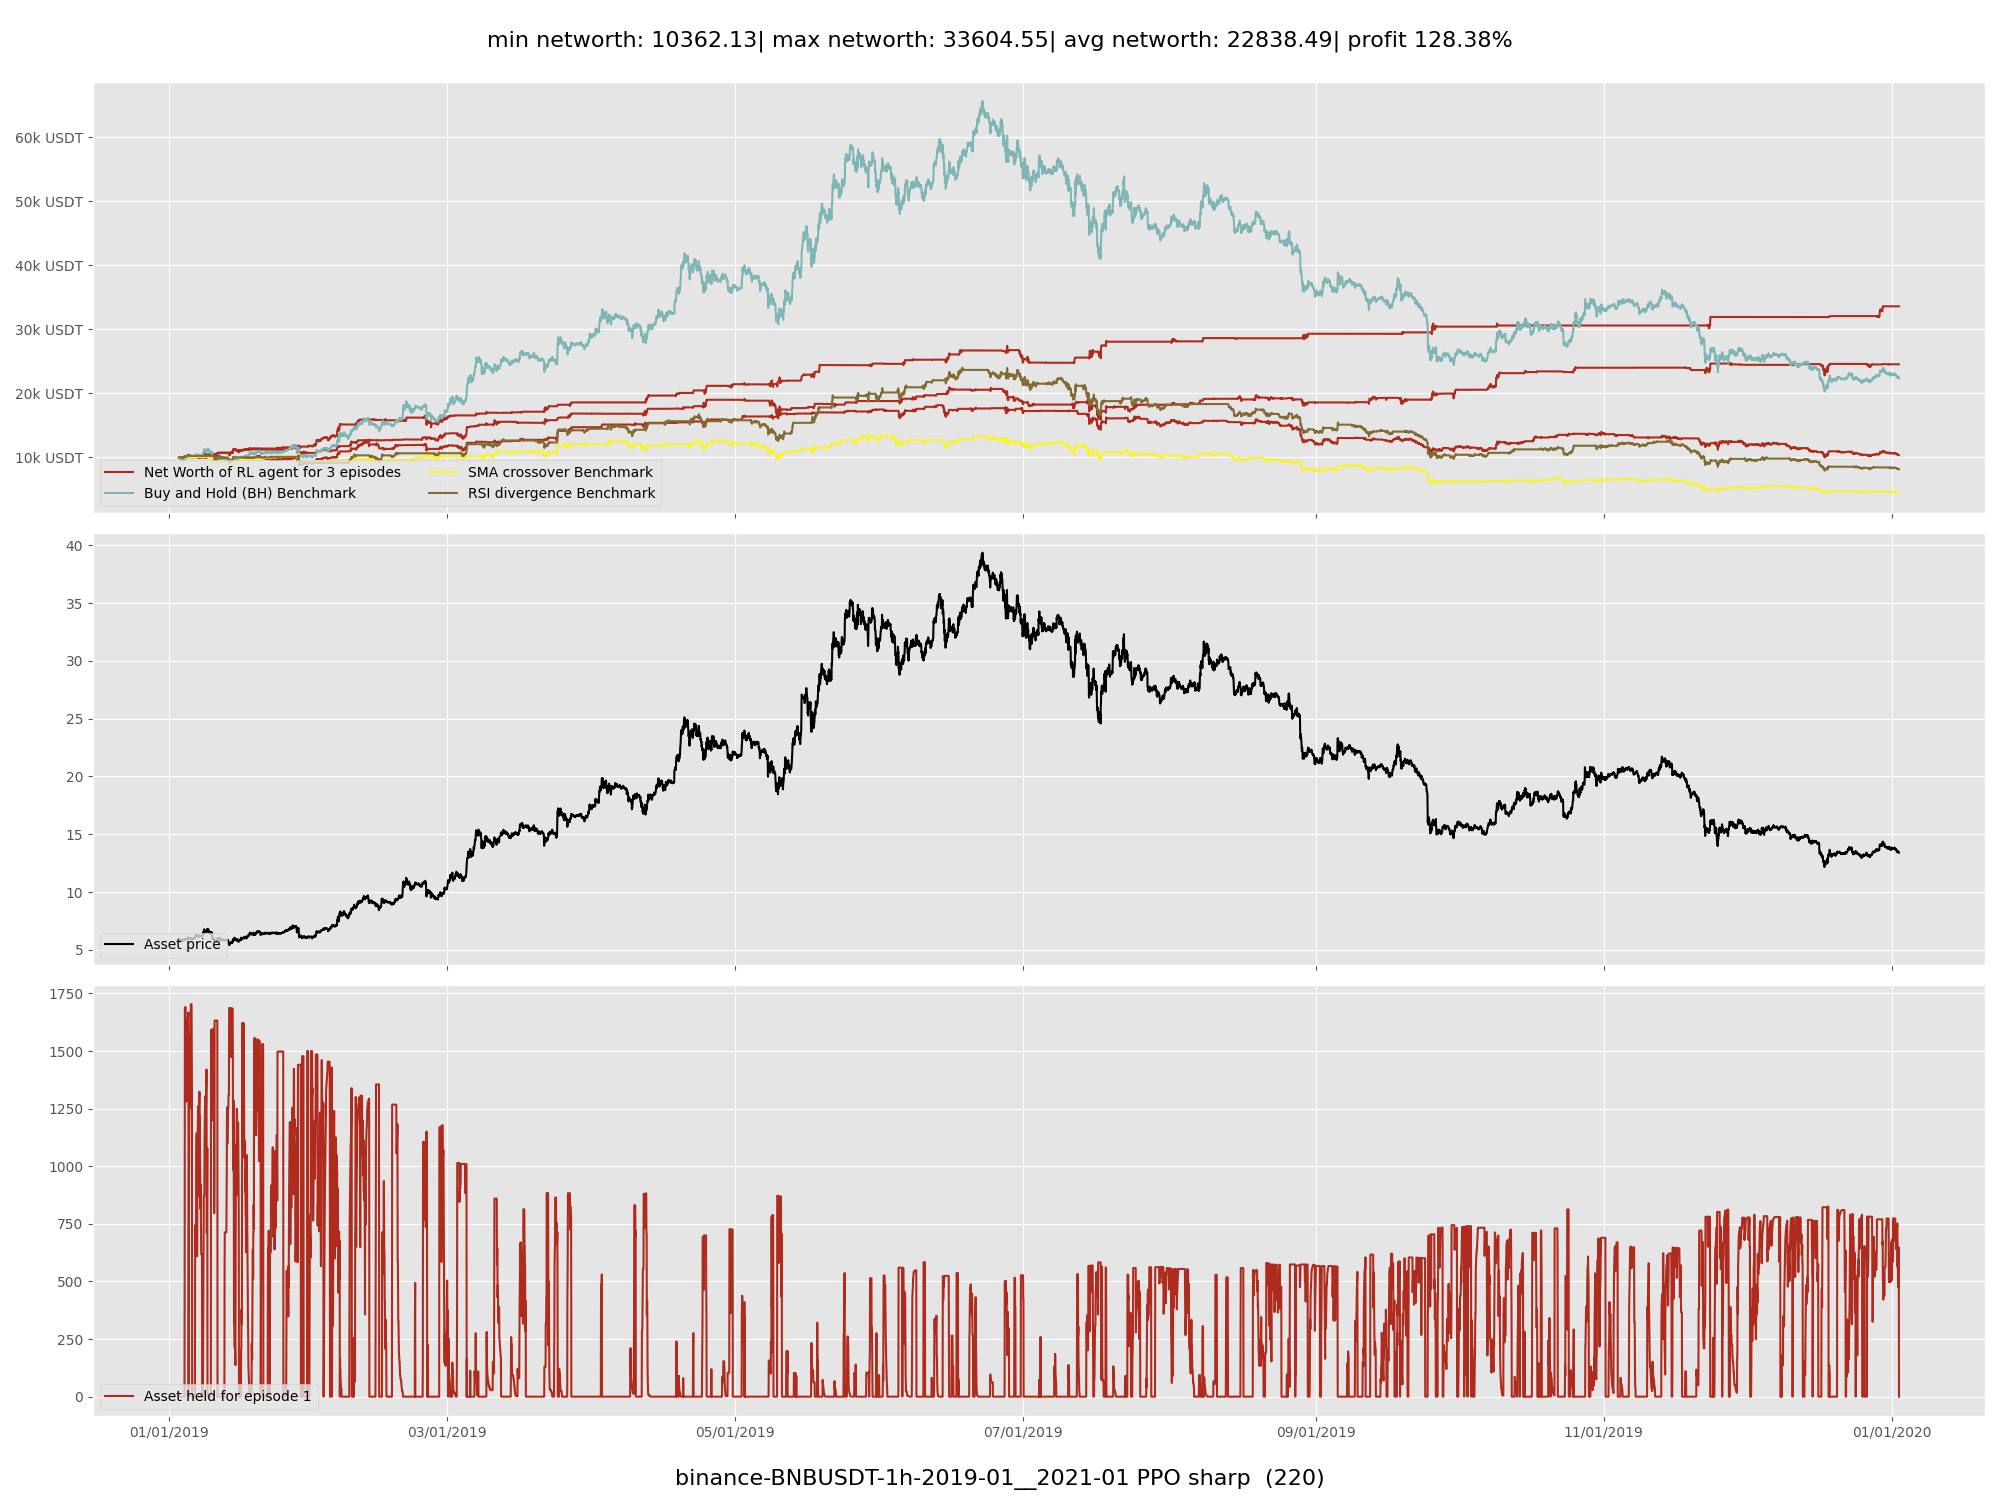 min networth: 10362.13| max networth: 33604.55| avg networth: 22838.49| profit 128.38%
60k USDT
50k USDT
40k USDT
30k USDT
20k USDT
10k USDT
Net Worth of RL agent for 3 episodes
Buy and Hold (BH) Benchmark
SMA crossover Benchmark
RSI divergence Benchmark
40
35
30
25
20
15
10
5
Asset price
1750
1500
1250
1000
750
500
250
0
Asset held for episode 1
01/01/2019
03/01/2019
05/01/2019
07/01/2019
09/01/2019
11/01/2019
01/01/2020
binance-BNBUSDT-1h-2019-01__2021-01 PPO sharp (220)